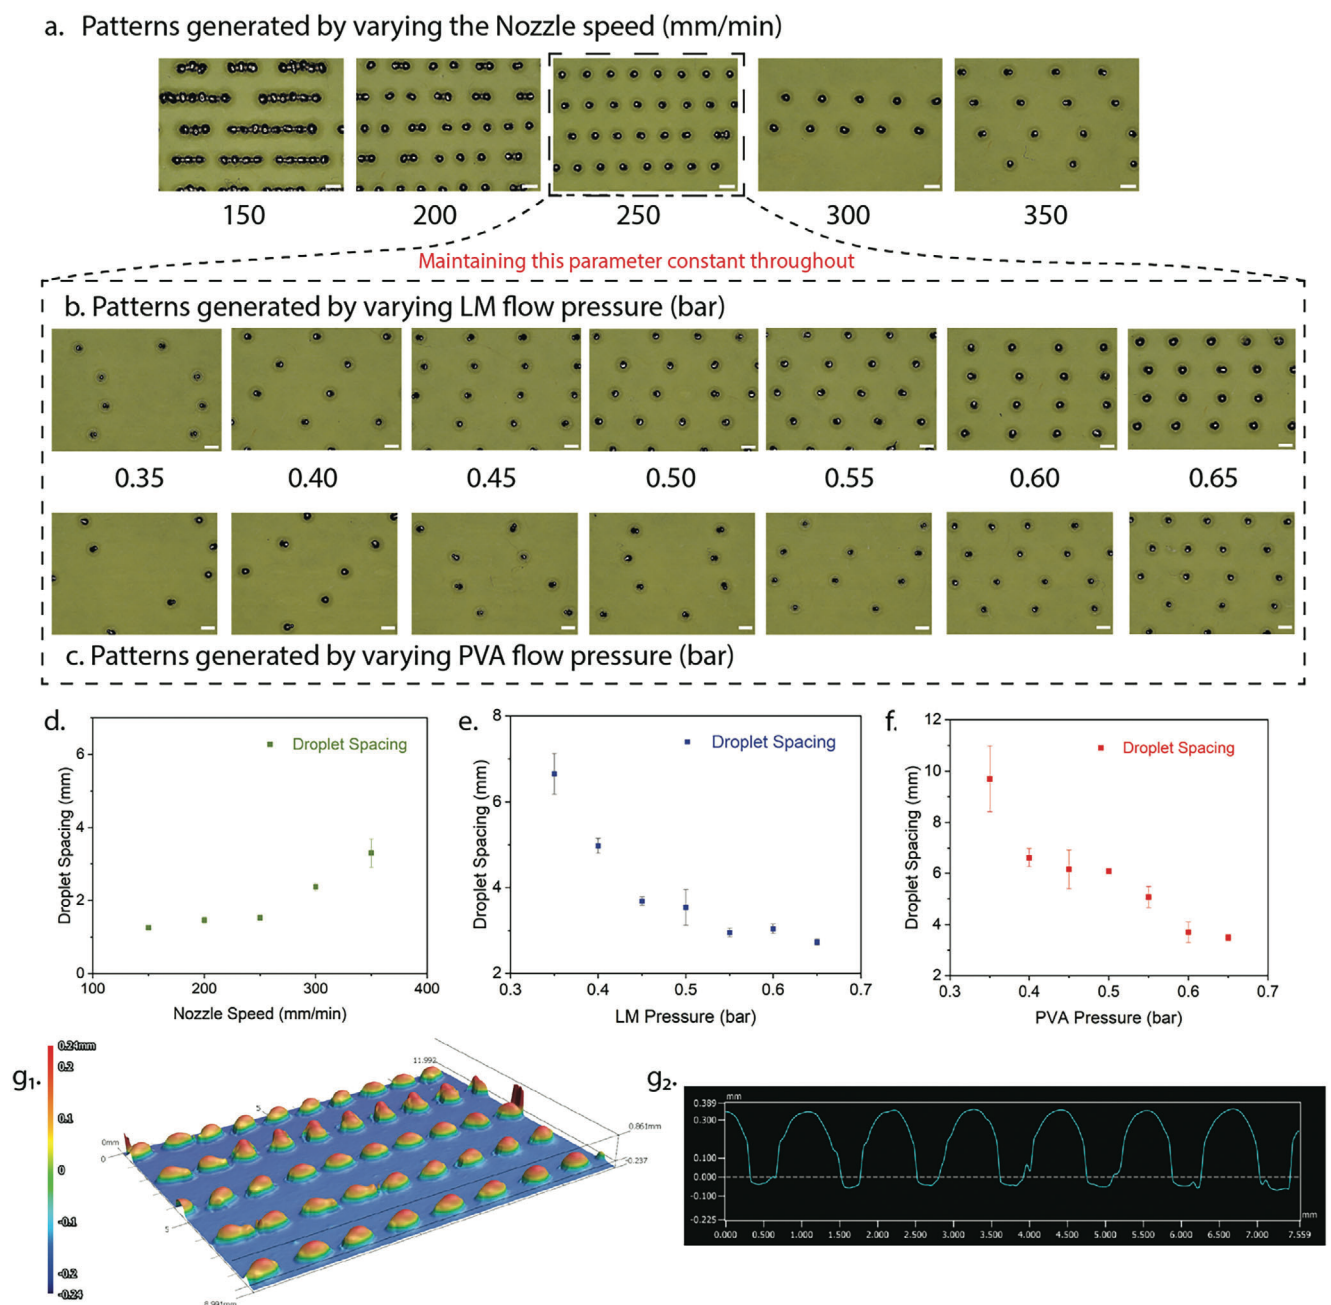 a. Patterns generated by varying the Nozzle speed (mm/min)
150 200 250 300 350
Maintaining this parameter constant throughout
b. Patterns generated by varying LM flow pressure (bar)
0.35 0.40 0.45 0.50 0.55 0.60 0.65
c. Patterns generated by varying PVA flow pressure (bar)
d.
Droplet Spacing
Droplet Spacing (mm)
6
4
2
0
100 200 300 400
Nozzle Speed (mm/min)
e.
Droplet Spacing
Droplet Spacing (mm)
8
6
4
2
0.3 0.4 0.5 0.6 0.7
LM Pressure (bar)
f.
Droplet Spacing
Droplet Spacing (mm)
12
10
8
6
4
2
0.3 0.4 0.5 0.6 0.7
PVA Pressure (bar)
g1.
0.24mm
0.2
0.1
0
-0.1
-0.2
-0.24
11.992
5
0mm
0
5
0.861mm
-0.237
g2.
mm
0.389
0.300
0.100
0.000
-0.100
-0.225
mm
0.000 0.500 1.000 1.500 2.000 2.500 3.000 3.500 4.000 4.500 5.000 5.500 6.000 6.500 7.000 7.559